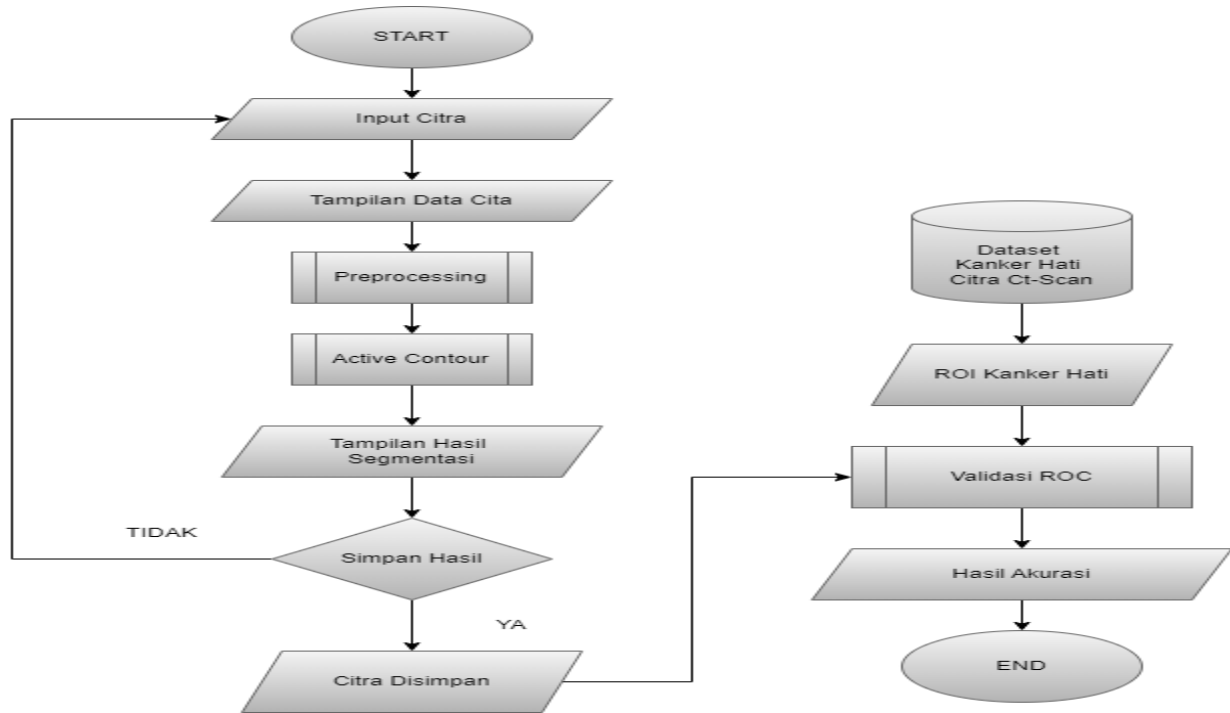 START
Input Citra
Tampilan Data Cita
Preprocessing
Active Contour
Tampilan Hasil
Segmentasi
TIDAK
Simpan Hasil
YA
Citra Disimpan
Dataset
Kanker Hati
Citra Ct-Scan
ROI Kanker Hati
Validasi ROC
Hasil Akurasi
END